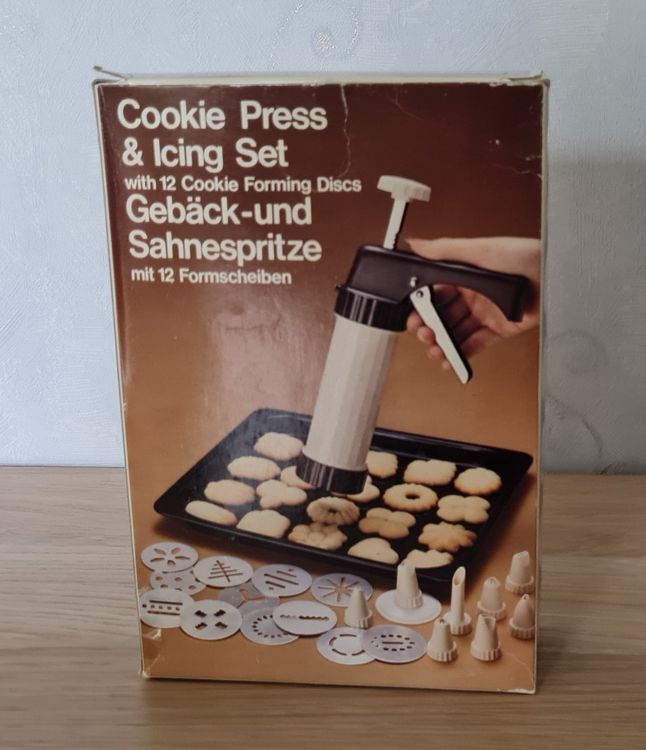 Cookie Press
& Icing Set
with 12 Cookie Forming Discs
Gebäck-und
Sahnespritze
mit 12 Formscheiben